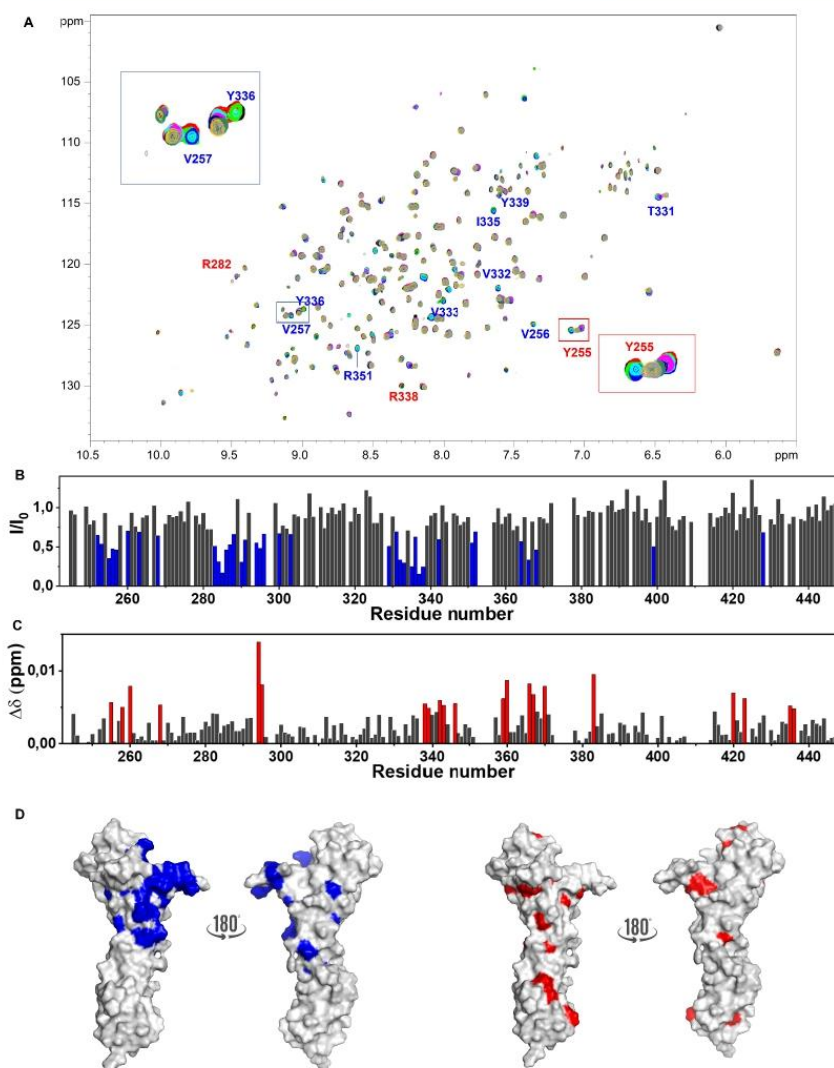 A
ppm
105
110
115
120
125
130
10.5 10.0 9.5 9.0 8.5 8.0 7.5 7.0 6.5 6.0 ppm
Y336
V257
Y339
I335
T331
R282
V332
Y336
V333
V257
V256
Y255
Y255
R351
R338
B
I/I0
1,0
0,5
0,0
260 280 300 320 340 360 380 400 420 440
Residue number
C
Δδ (ppm)
0,01
0,00
260 280 300 320 340 360 380 400 420 440
Residue number
D
180°
180°